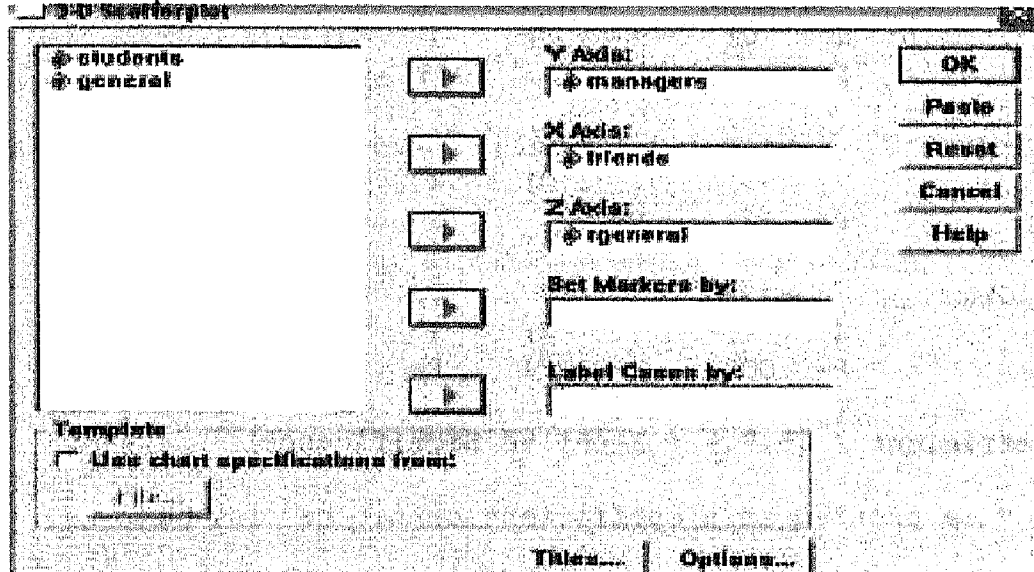 3-D Scatterplot
students
general
Y Axis:
managers
X Axis:
friends
Z Axis:
rgeneral
Set Markers by:
Label Cases by:
OK
Paste
Reset
Cancel
Help
Template
Use chart specifications from:
File...
Titles...
Options...